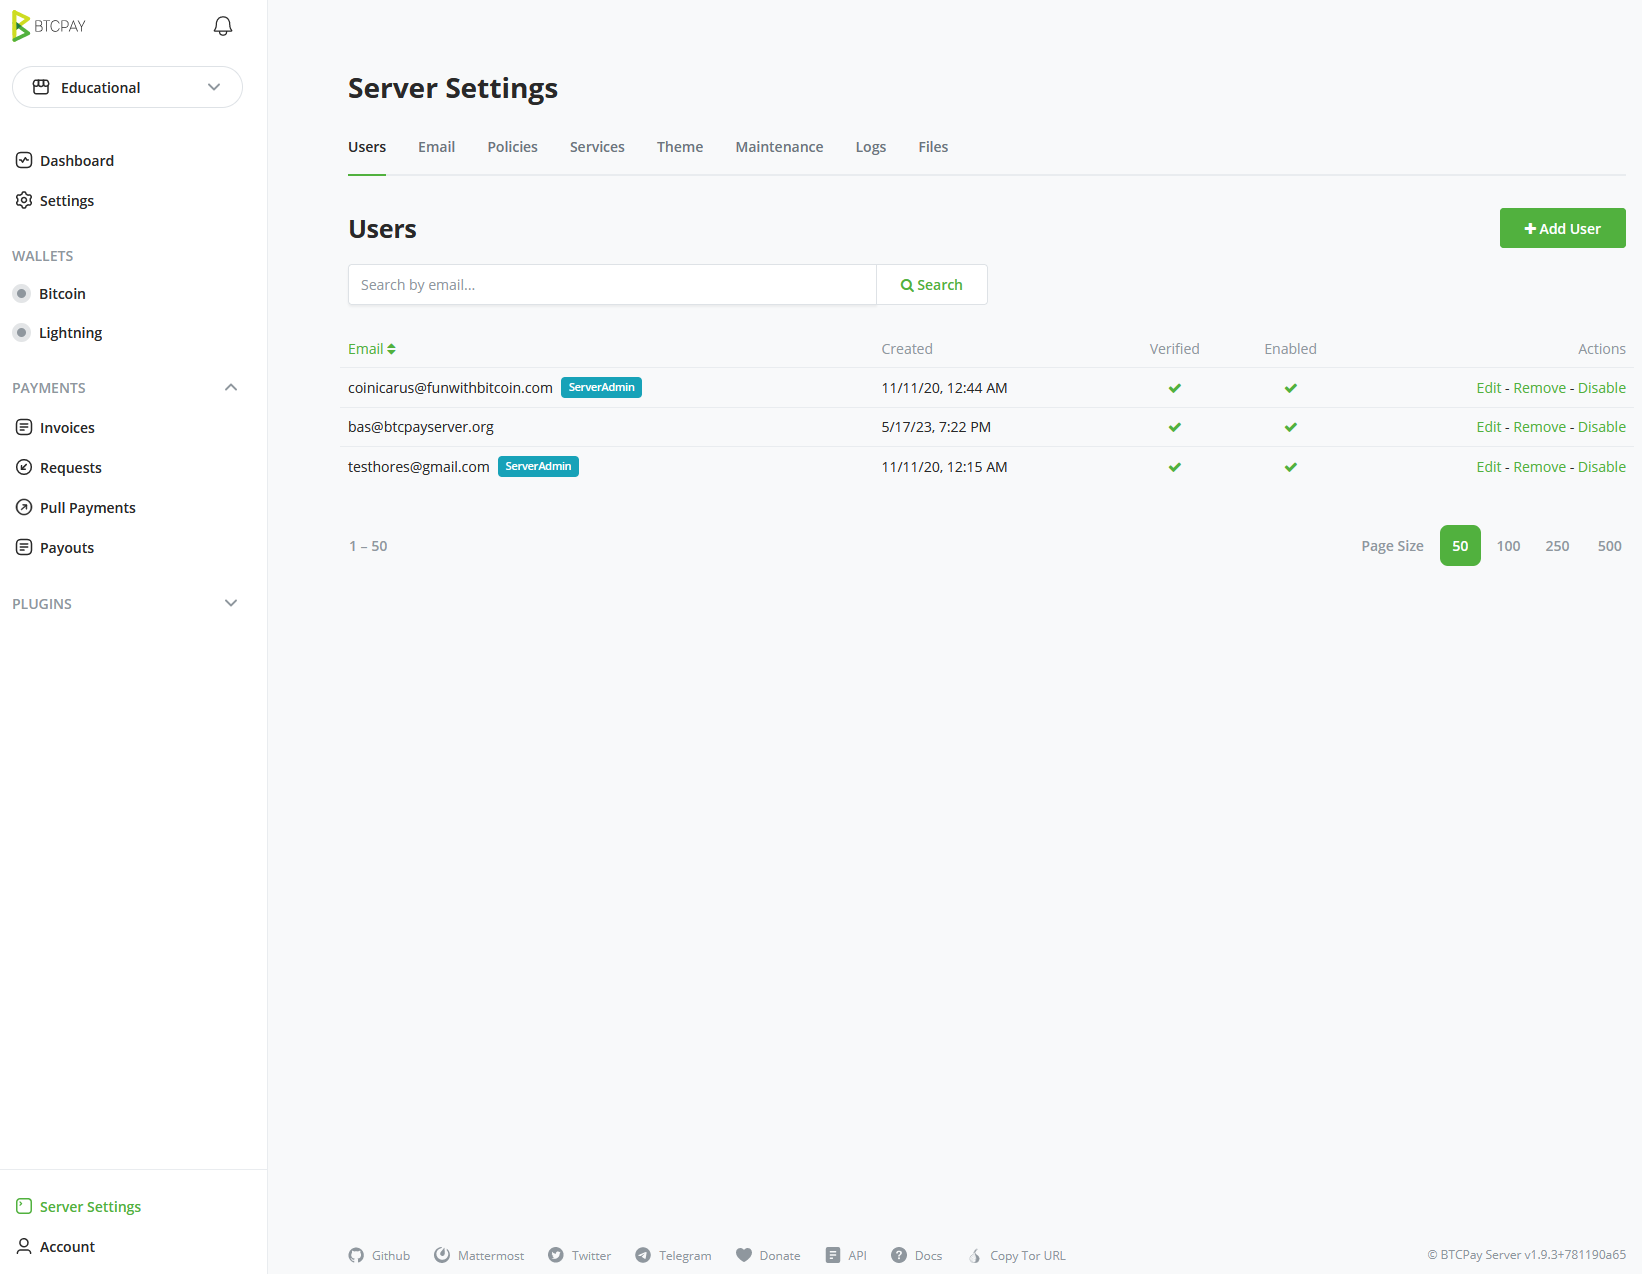 BTCPAY
Educational
Dashboard
Settings
WALLETS
Bitcoin
Lightning
PAYMENTS
Invoices
Requests
Pull Payments
Payouts
PLUGINS
Server Settings
Account
Server Settings
Users Email Policies Services Theme Maintenance Logs Files
Users
Add User
Search by email...
Search
Email Created Verified Enabled Actions
coinicarus@funwithbitcoin.com ServerAdmin 11/11/20, 12:44 AM Edit - Remove - Disable
bas@btcpayserver.org 5/17/23, 7:22 PM Edit - Remove - Disable
testhores@gmail.com ServerAdmin 11/11/20, 12:15 AM Edit - Remove - Disable
1 – 50 Page Size 50 100 250 500
Github Mattermost Twitter Telegram Donate API Docs Copy Tor URL
© BTCPay Server v1.9.3+781190a65